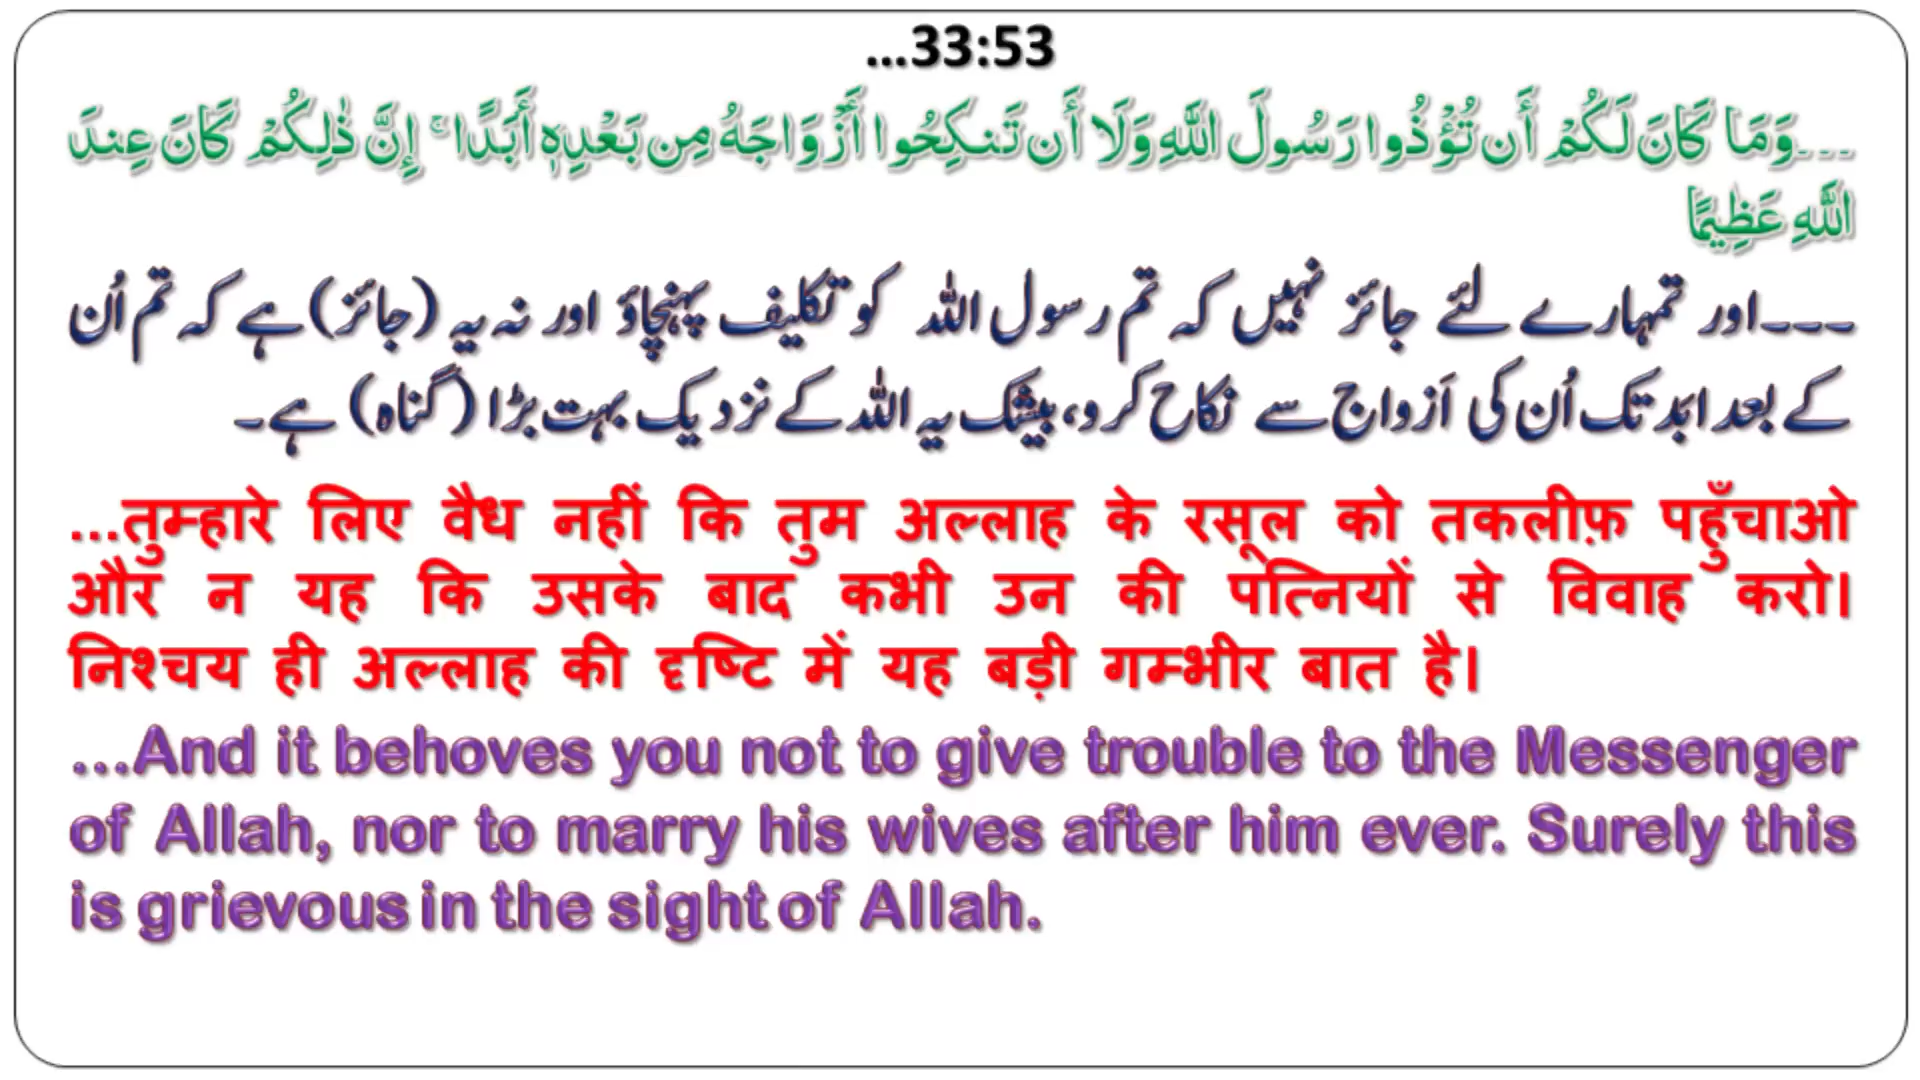 ...33:53
۔۔۔وَمَا كَانَ لَكُمْ أَن تُؤْذُوا رَسُولَ اللَّهِ وَلَا أَن تَنكِحُوا أَزْوَاجَهُ مِن بَعْدِهِ أَبَدًا ۚ إِنَّ ذَٰلِكُمْ كَانَ عِندَ
اللَّهِ عَظِيمًا
۔۔۔اور تمہارے لئے جائز نہیں کہ تم رسول اللہ کو تکلیف پہنچاؤ اور نہ یہ (جائز) ہے کہ تم اُن
کے بعد ابَد تک اُن کی اَزواج سے نکاح کرو، بیشک یہ اللہ کے نزدیک بہت بڑا (گناہ) ہے۔
...तुम्हारे लिए वैध नहीं कि तुम अल्लाह के रसूल को तकलीफ़ पहुँचाओ
और न यह कि उसके बाद कभी उन की पत्नियों से विवाह करो।
निश्चय ही अल्लाह की दृष्टि में यह बड़ी गम्भीर बात है।
...And it behoves you not to give trouble to the Messenger
of Allah, nor to marry his wives after him ever. Surely this
is grievous in the sight of Allah.